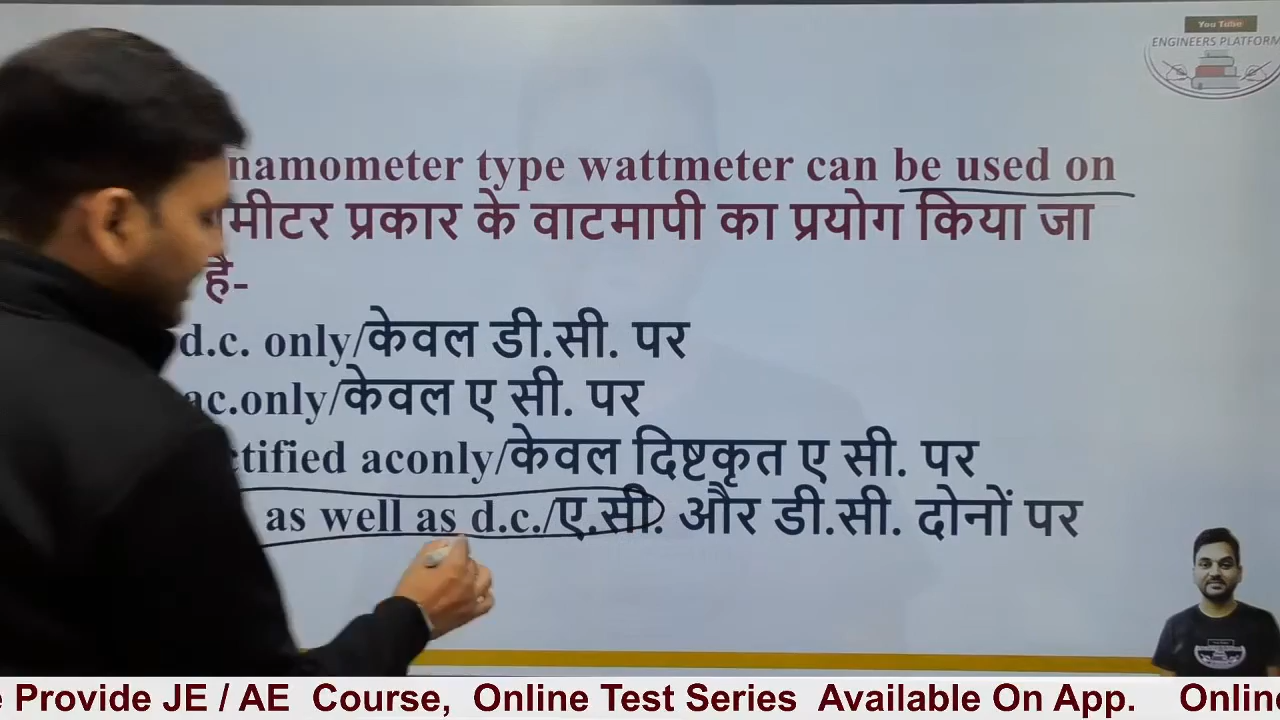 You Tube
ENGINEERS PLATFORM
namometer type wattmeter can be used on
मीटर प्रकार के वाटमापी का प्रयोग किया जा
है-
d.c. only/केवल डी.सी. पर
ac.only/केवल ए सी. पर
ctified aconly/केवल दिष्टकृत ए सी. पर
as well as d.c./ए.सी. और डी.सी. दोनों पर
e Provide JE / AE Course, Online Test Series Available On App. Online